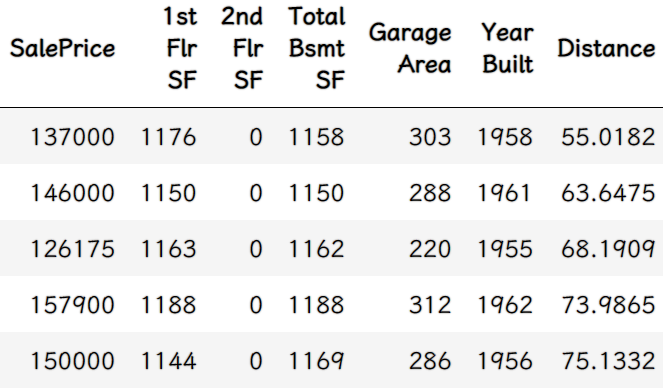 SalePrice 1st Flr SF 2nd Flr SF Total Bsmt SF Garage Area Year Built Distance
137000 1176 0 1158 303 1958 55.0182
146000 1150 0 1150 288 1961 63.6475
126175 1163 0 1162 220 1955 68.1909
157900 1188 0 1188 312 1962 73.9865
150000 1144 0 1169 286 1956 75.1332